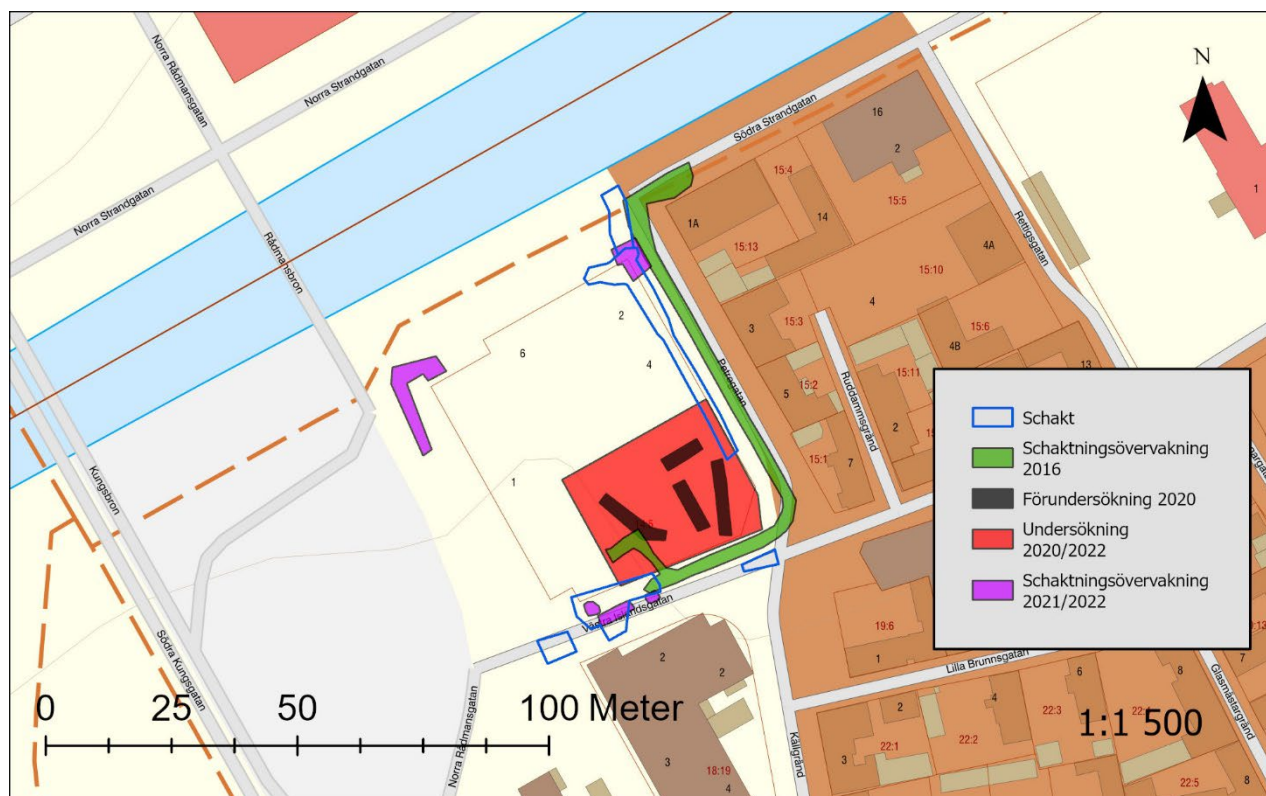 Norra Rådmansgatan
Norra Strandgatan
Norra Strandgatan
Rådmansbron
Kungsbron
Södra Kungsgatan
Norra Rådmansgatan
Södra Strandgatan
N
16
2
15:4
15:5
14
1A
15:13
Rettigsgatan
4A
15:10
4
3
15:3
15:6
4B
13
1
2
6
4
Petregatan
5
15:2
15:11
Ruddammsgränd
2
15:1
7
1
Västra Islandsgatan
Schakt
Schaktningsövervakning
2016
Förundersökning 2020
Undersökning
2020/2022
Schaktningsövervakning
2021/2022
19:6
1
Lilla Brunnsgatan
7
2
2
3
18:19
4
Källgränd
2
4
6
8
22:3
22:1
22:2
3
22:5
8
Glasmästargränd
0 25 50 100 Meter
1:1 500